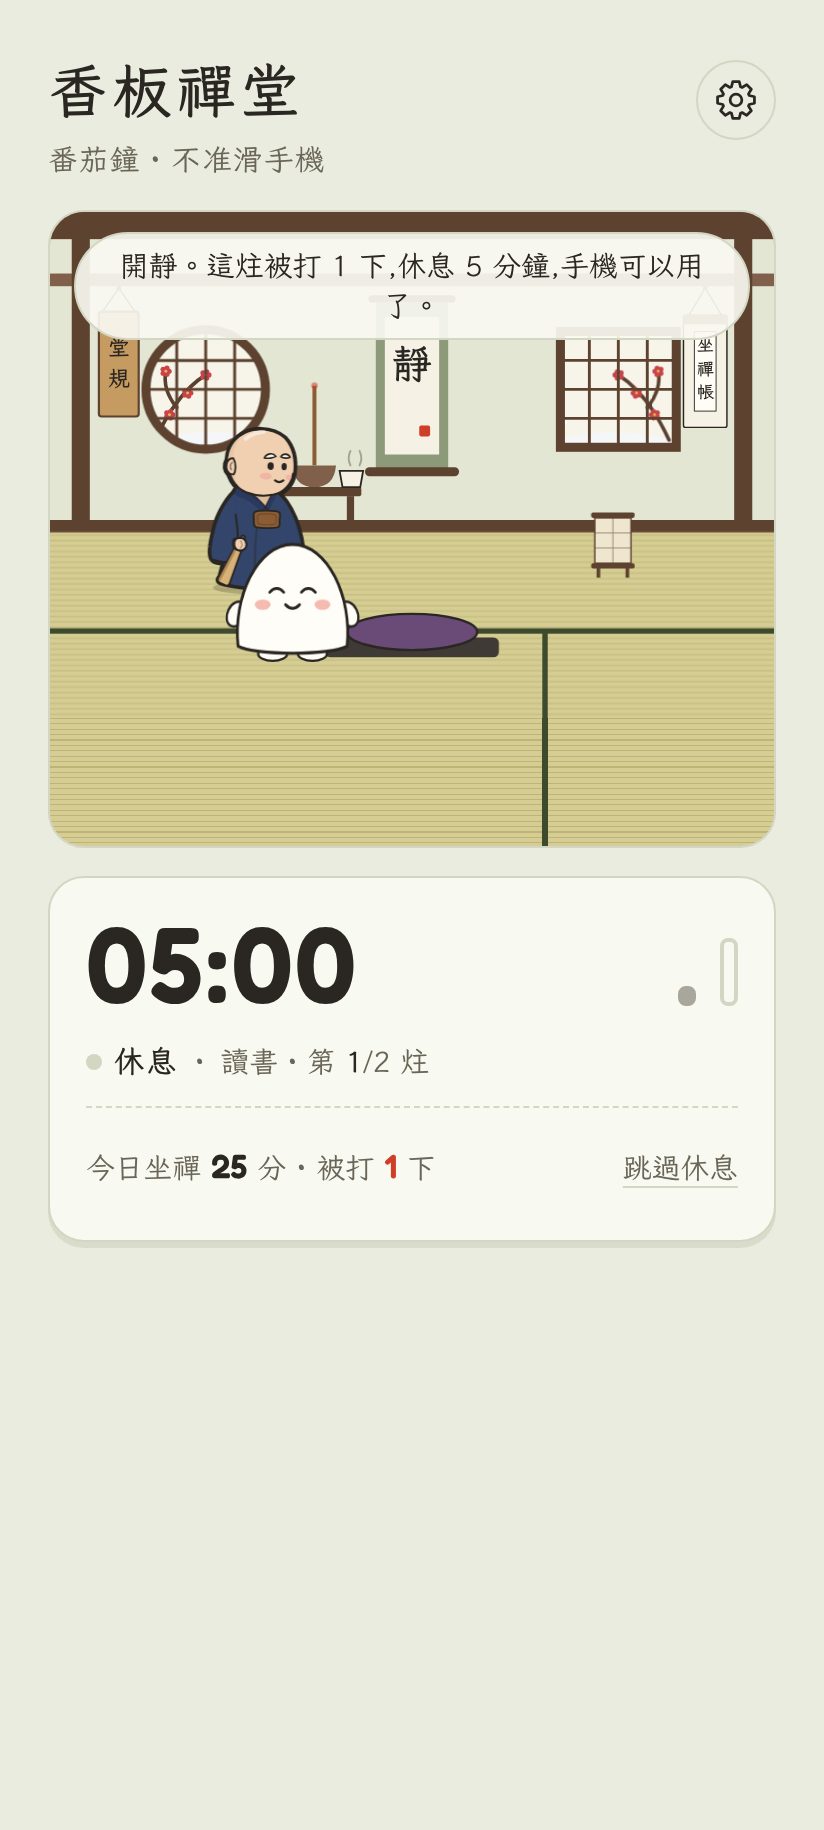 香板禪堂
番茄鐘・不准滑手機
開靜。這炷被打 1 下,休息 5 分鐘,手機可以用
了。
堂規
靜
坐禪帳
05:00
休息 ・ 讀書・第 1/2 炷
今日坐禪 25 分・被打 1 下
跳過休息